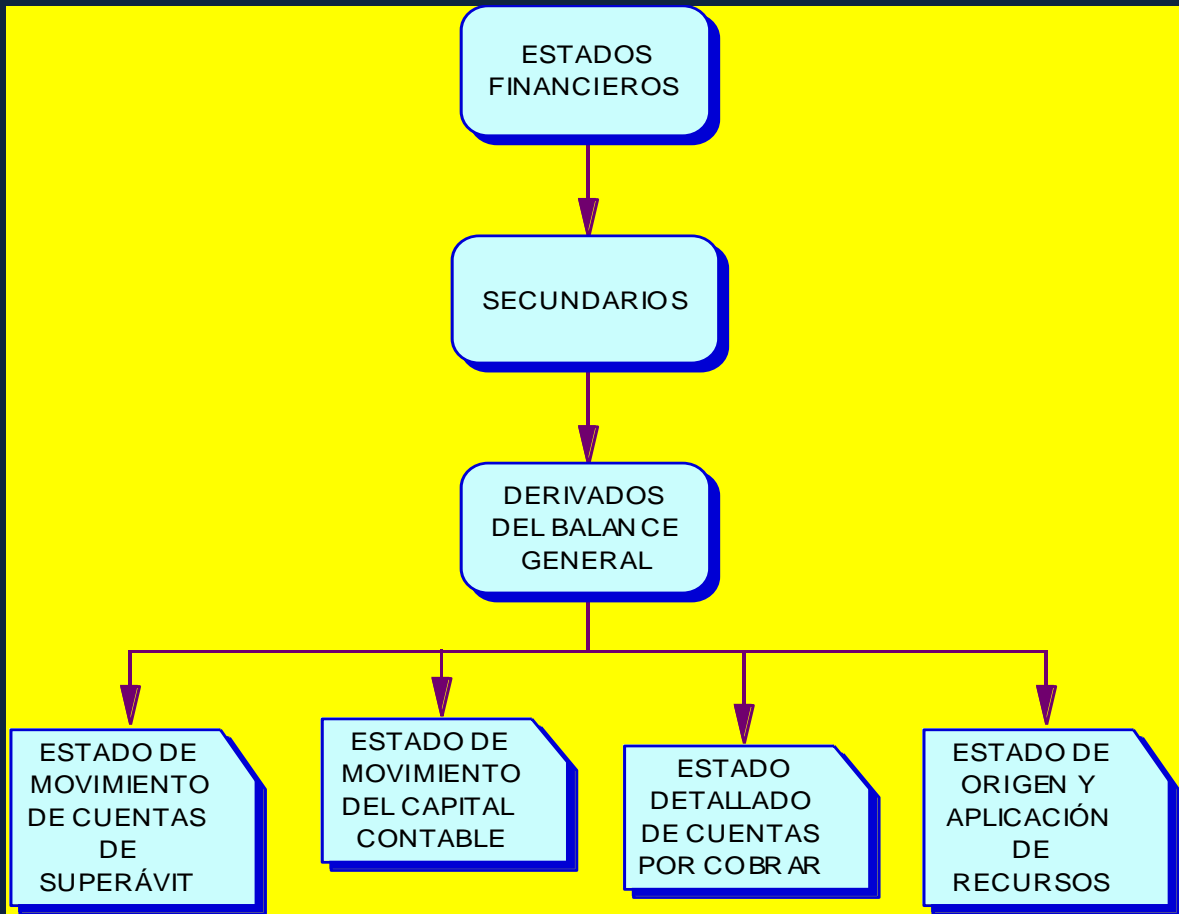 ESTADOS
FINANCIEROS
SECUNDARIOS
DERIVADOS
DEL BALANCE
GENERAL
ESTADO DE
MOVIMIENTO
DE CUENTAS
DE
SUPERÁVIT
ESTADO DE
MOVIMIENTO
DEL CAPITAL
CONTABLE
ESTADO
DETALLADO
DE CUENTAS
POR COBRAR
ESTADO DE
ORIGEN Y
APLICACIÓN
DE
RECURSOS